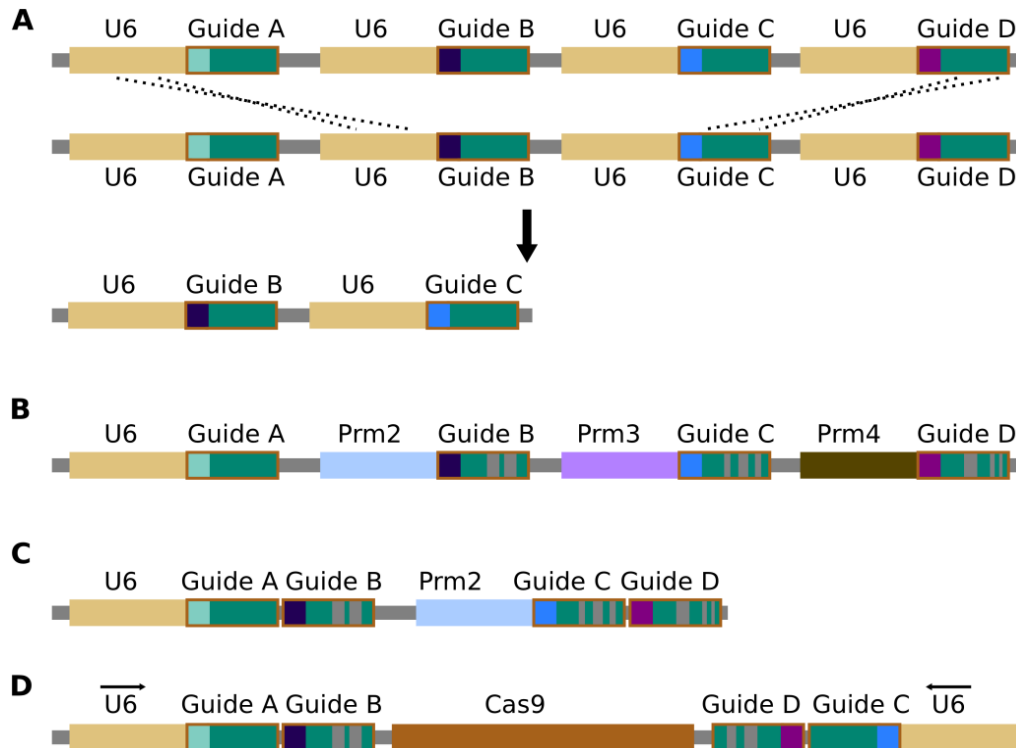 A
U6 Guide A U6 Guide B U6 Guide C U6 Guide D
U6 Guide A U6 Guide B U6 Guide C U6 Guide D
U6 Guide B U6 Guide C
B
U6 Guide A Prm2 Guide B Prm3 Guide C Prm4 Guide D
C
U6 Guide A Guide B Prm2 Guide C Guide D
D
U6 Guide A Guide B Cas9 Guide D Guide C U6